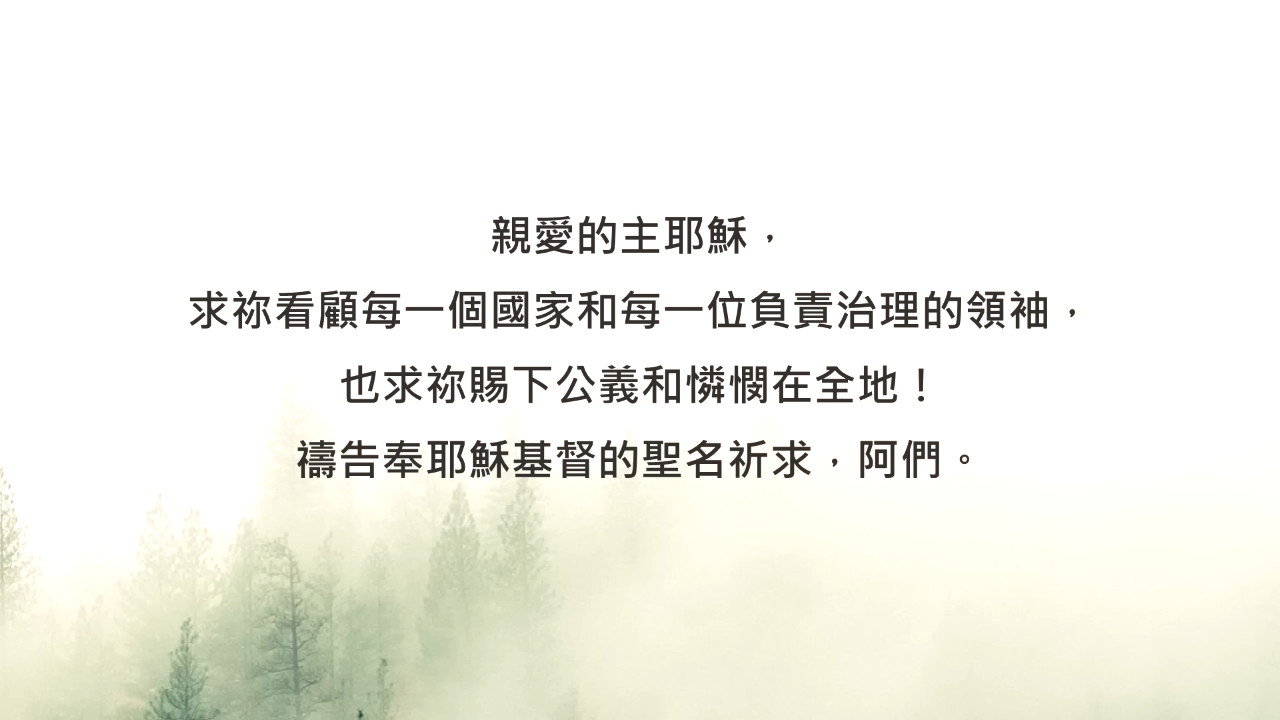 親愛的主耶穌，
求祢看顧每一個國家和每一位負責治理的領袖，
也求祢賜下公義和憐憫在全地！
禱告奉耶穌基督的聖名祈求，阿們。